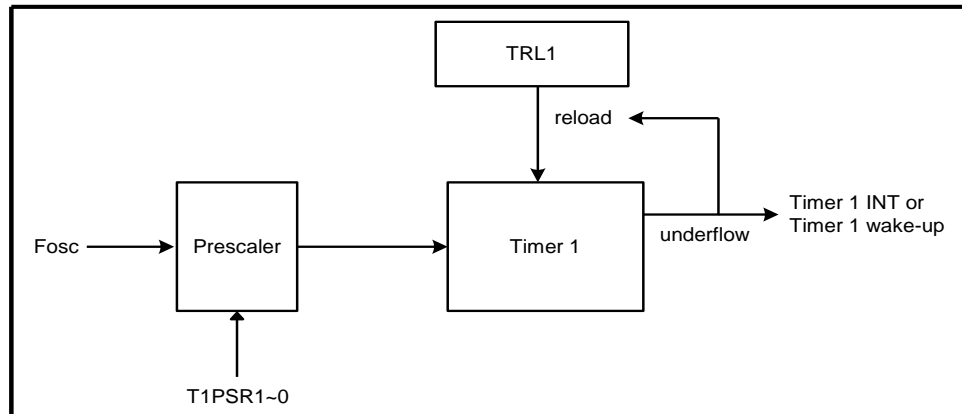 TRL1
reload
Fosc
Prescaler
Timer 1
underflow
Timer 1 INT or
Timer 1 wake-up
T1PSR1~0